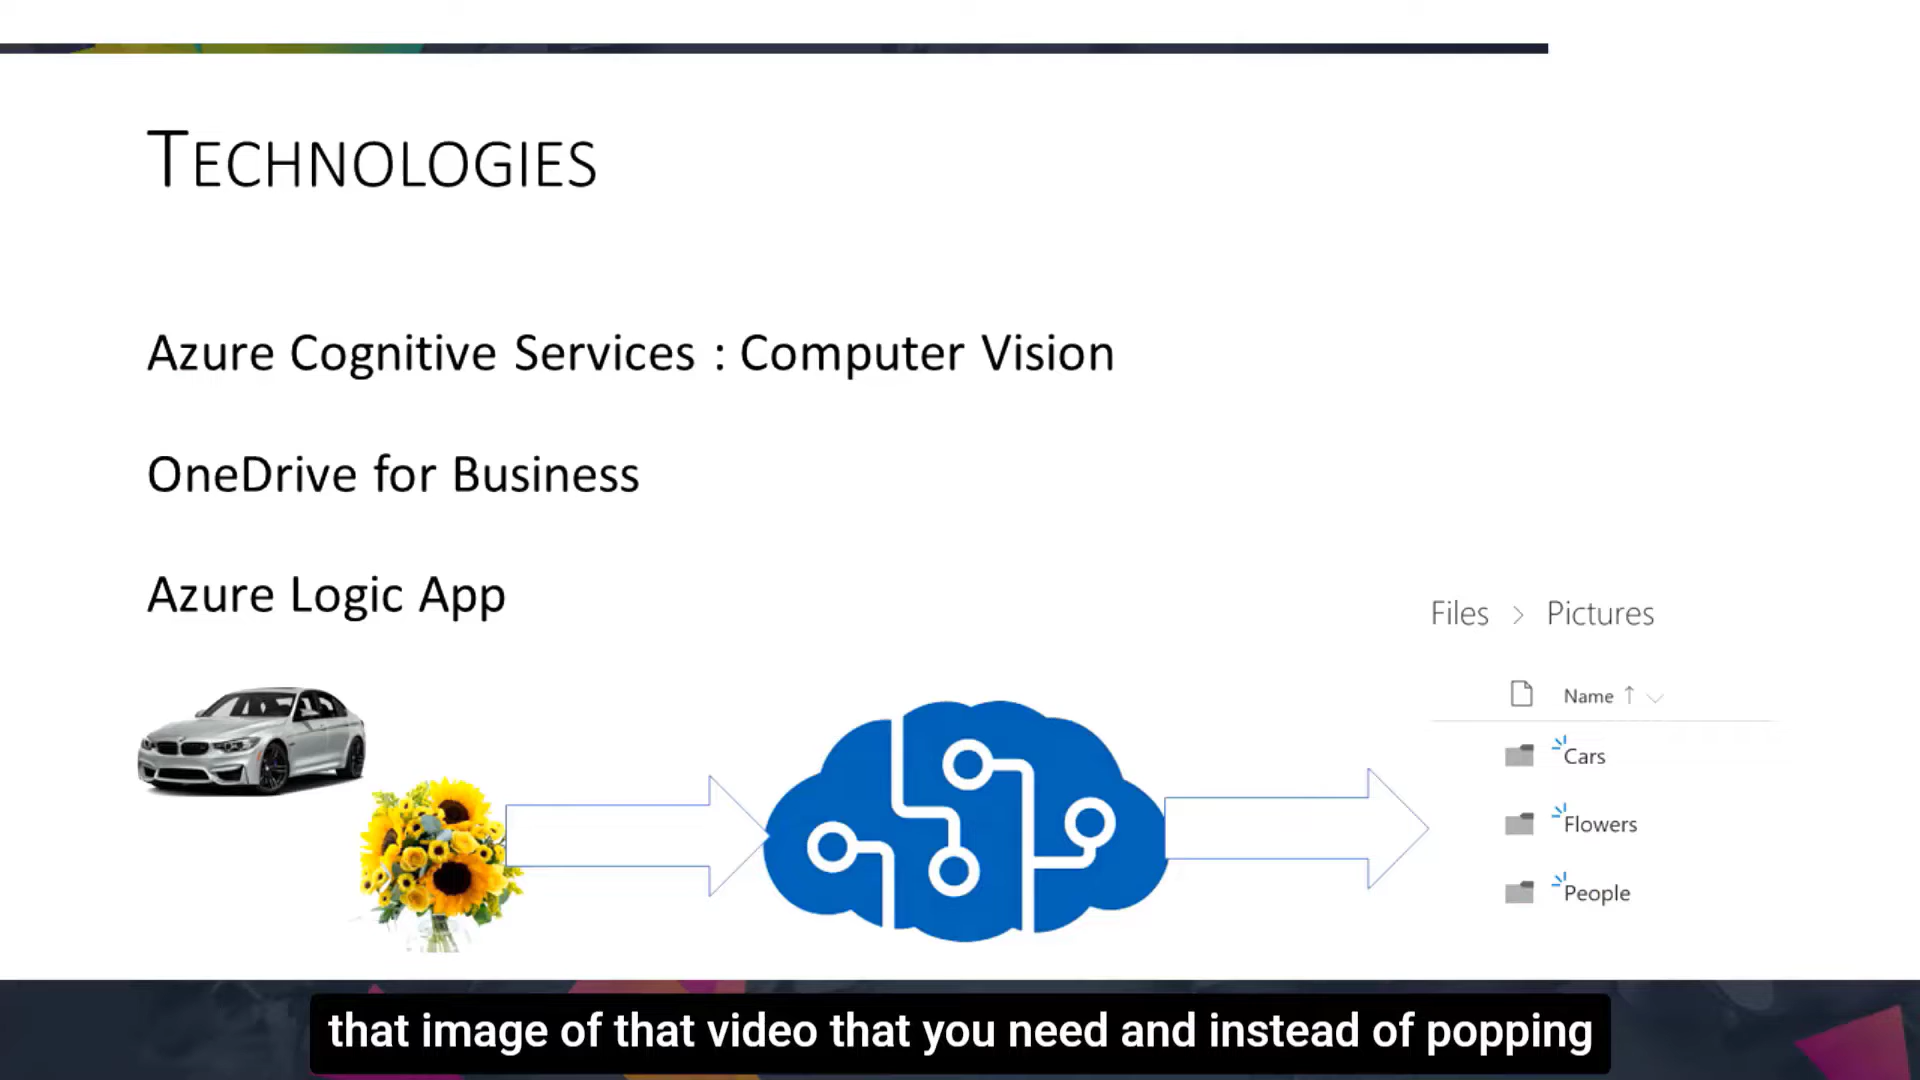 TECHNOLOGIES
Azure Cognitive Services : Computer Vision
OneDrive for Business
Azure Logic App
Files > Pictures
Name ↑
Cars
Flowers
People
that image of that video that you need and instead of popping